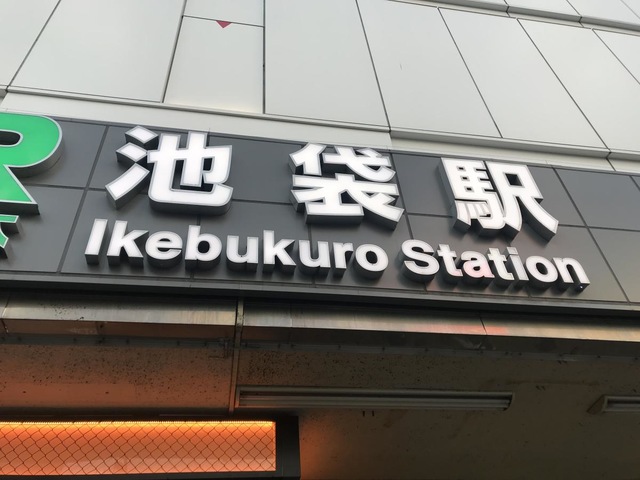 池袋駅
Ikebukuro Station